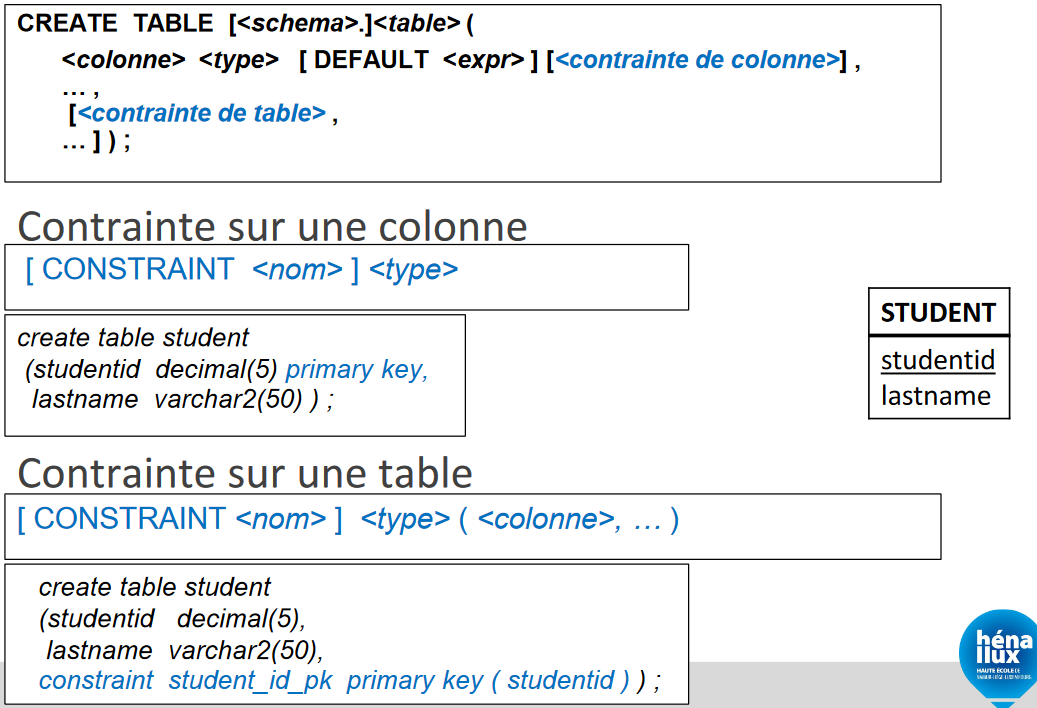 CREATE TABLE [<schema>.]<table> (
<colonne> <type> [ DEFAULT <expr> ] [<contrainte de colonne>] ,
... ,
[<contrainte de table> ,
... ] ) ;
Contrainte sur une colonne
[ CONSTRAINT <nom> ] <type>
create table student
(studentid decimal(5) primary key,
lastname varchar2(50) ) ;
STUDENT
studentid
lastname
Contrainte sur une table
[ CONSTRAINT <nom> ] <type> ( <colonne>, ... )
create table student
(studentid decimal(5),
lastname varchar2(50),
constraint student_id_pk primary key ( studentid ) ) ;
héna
llux
HAUTE ÉCOLE DE
NAMUR-LIÈGE-LUXEMBOURG